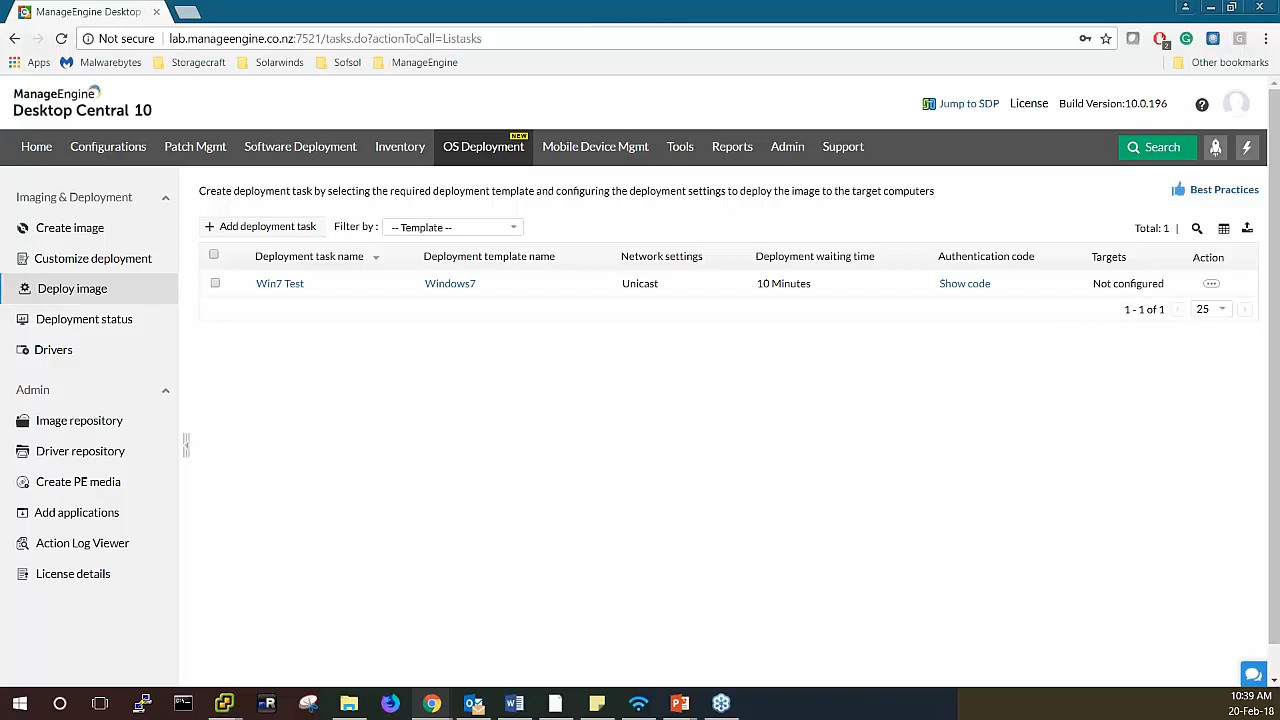 ManageEngine Desktop
Not secure | lab.manageengine.co.nz:7521/tasks.do?actionToCall=Listasks
2
G
Apps Malwarebytes Storagecraft Solarwinds Sofsol ManageEngine Other bookmarks
ManageEngine
Desktop Central 10
Jump to SDP License Build Version:10.0.196 ?
NEW
Home Configurations Patch Mgmt Software Deployment Inventory OS Deployment Mobile Device Mgmt Tools Reports Admin Support Search
Imaging & Deployment
Create image
Customize deployment
Deploy image
Deployment status
Drivers
Admin
Image repository
Driver repository
Create PE media
Add applications
Action Log Viewer
License details
Create deployment task by selecting the required deployment template and configuring the deployment settings to deploy the image to the target computers
Best Practices
+ Add deployment task Filter by : -- Template -- Total: 1 |
Deployment task name Deployment template name Network settings Deployment waiting time Authentication code Targets Action
Win7 Test Windows7 Unicast 10 Minutes Show code Not configured
1 - 1 of 1 25
10:39 AM
20-Feb-18